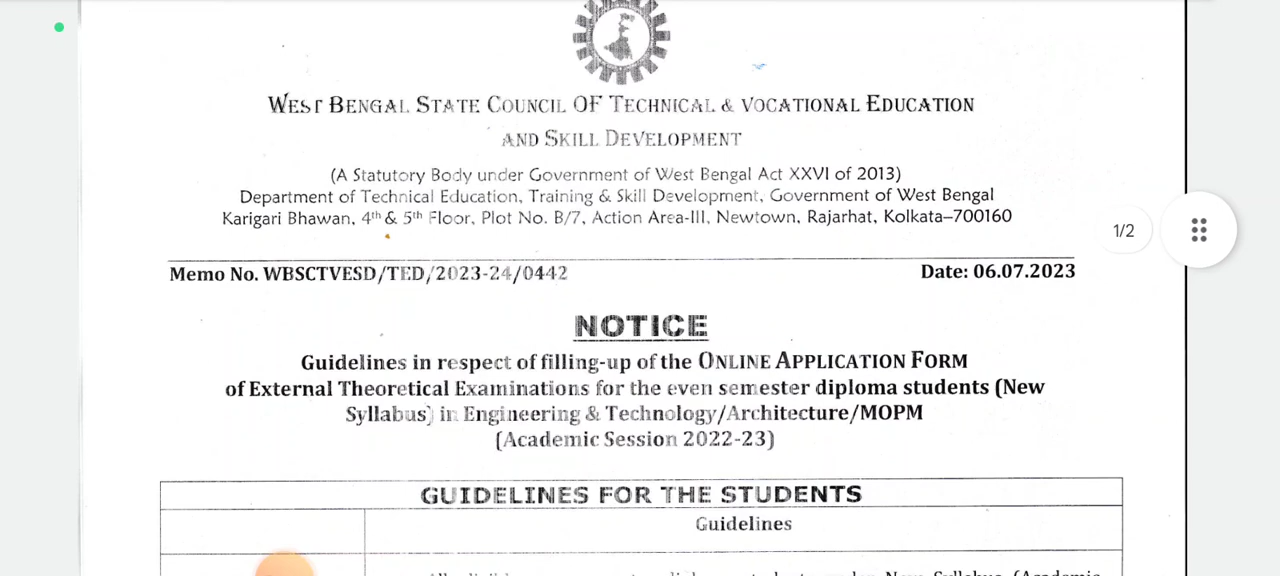 WEST BENGAL STATE COUNCIL OF TECHNICAL & VOCATIONAL EDUCATION
AND SKILL DEVELOPMENT
(A Statutory Body under Government of West Bengal Act XXVI of 2013)
Department of Technical Education, Training & Skill Development, Government of West Bengal
Karigari Bhawan, 4th & 5th Floor, Plot No. B/7, Action Area-III, Newtown, Rajarhat, Kolkata–700160
1/2
Memo No. WBSCTVESD/TED/2023-24/0442 Date: 06.07.2023
NOTICE
Guidelines in respect of filling-up of the ONLINE APPLICATION FORM
of External Theoretical Examinations for the even semester diploma students (New
Syllabus) in Engineering & Technology/Architecture/MOPM
(Academic Session 2022-23)
GUIDELINES FOR THE STUDENTS
Guidelines